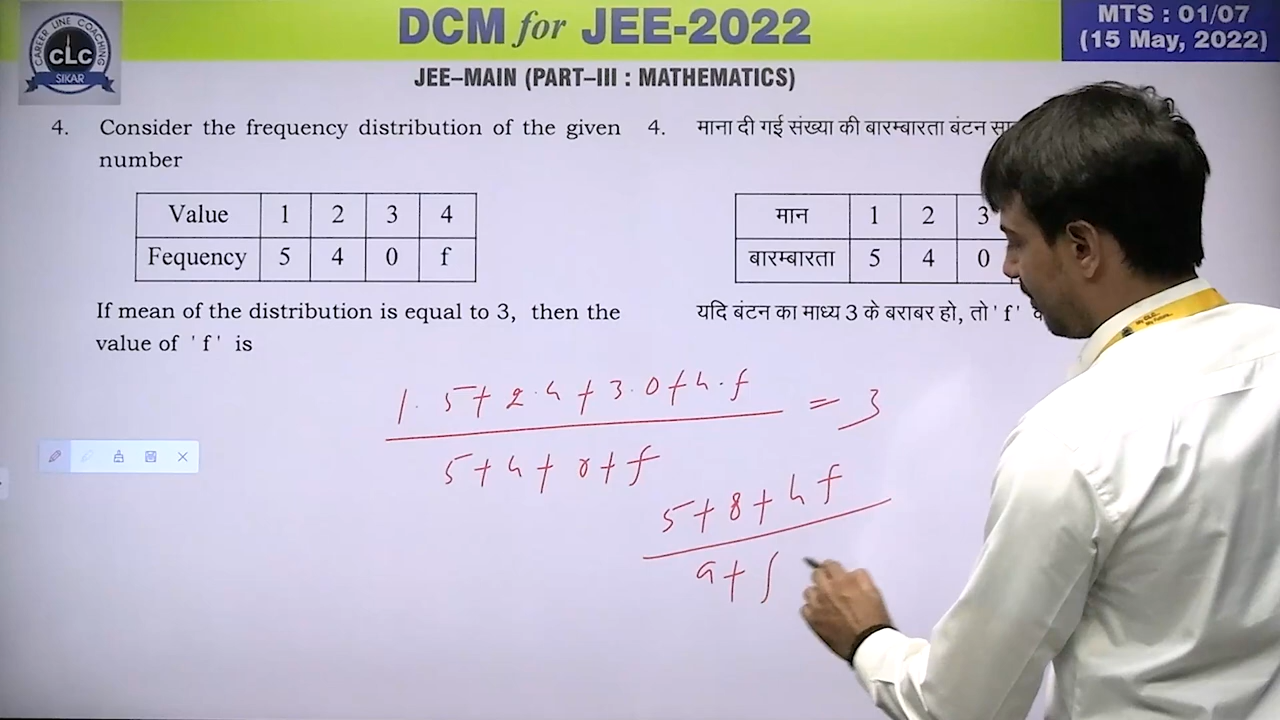 CAREER LINE COACHING
CLC
SIKAR
DCM for JEE-2022
MTS : 01/07
(15 May, 2022)
JEE–MAIN (PART–III : MATHEMATICS)
4. Consider the frequency distribution of the given
number
Value 1 2 3 4
Fequency 5 4 0 f
If mean of the distribution is equal to 3, then the
value of ' f ' is
4. माना दी गई संख्या की बारम्बारता बंटन
मान 1 2 3
बारम्बारता 5 4 0
यदि बंटन का माध्य 3 के बराबर हो, तो ' f '
1·5+2·4+3·0+4·f = 3
5+4+0+f
5+8+4f
9+f